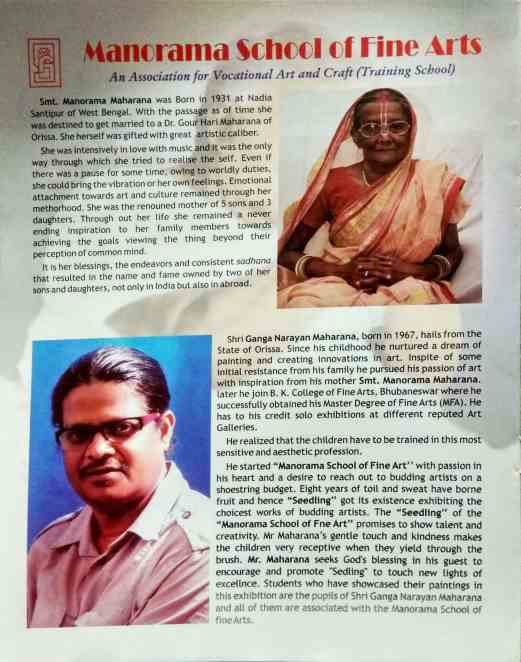 Manorama School of Fine Arts
An Association for Vocational Art and Craft (Training School)
Smt. Manorama Maharana was Born in 1931 at Nadia
Santipur of West Bengal. With the passage as of time she
was destined to get married to a Dr. Gour Hari Maharana of
Orissa. She herself was gifted with great artistic caliber.
She was intensively in love with music and it was the only
way through which she tried to realise the self. Even if
there was a pause for some time, owing to worldly duties,
she could bring the vibration or her own feelings. Emotional
attachment towards art and culture remained through her
methorhood. She was the renouned mother of 5 sons and 3
daughters. Through out her life she remained a never
ending inspiration to her family members towards
achieving the goals viewing the thing beyond their
perception of common mind.
It is her blessings, the endeavors and consistent sadhana
that resulted in the name and fame owned by two of her
sons and daughters, not only in India but also in abroad.
Shri Ganga Narayan Maharana, born in 1967, hails from the
State of Orissa. Since his childhood he nurtured a dream of
painting and creating innovations in art. Inspite of some
initial resistance from his family he pursued his passion of art
with inspiration from his mother Smt. Manorama Maharana.
later he join B. K. College of Fine Arts, Bhubaneswar where he
successfully obtained his Master Degree of Fine Arts (MFA). He
has to his credit solo exhibitions at different reputed Art
Galleries.
He realized that the children have to be trained in this most
sensitive and aesthetic profession.
He started "Manorama School of Fine Art'' with passion in
his heart and a desire to reach out to budding artists on a
shoestring budget. Eight years of toil and sweat have borne
fruit and hence "Seedling" got its existence exhibiting the
choicest works of budding artists. The "Seedling" of the
"Manorama School of Fne Art" promises to show talent and
creativity. Mr Maharana's gentle touch and kindness makes
the children very receptive when they yield through the
brush. Mr. Maharana seeks God's blessing in his guest to
encourage and promote "Sedling" to touch new lights of
excellnce. Students who have showcased their paintings in
this exhibition are the pupils of Shri Ganga Narayan Maharana
and all of them are associated with the Manorama School of
fine Arts.